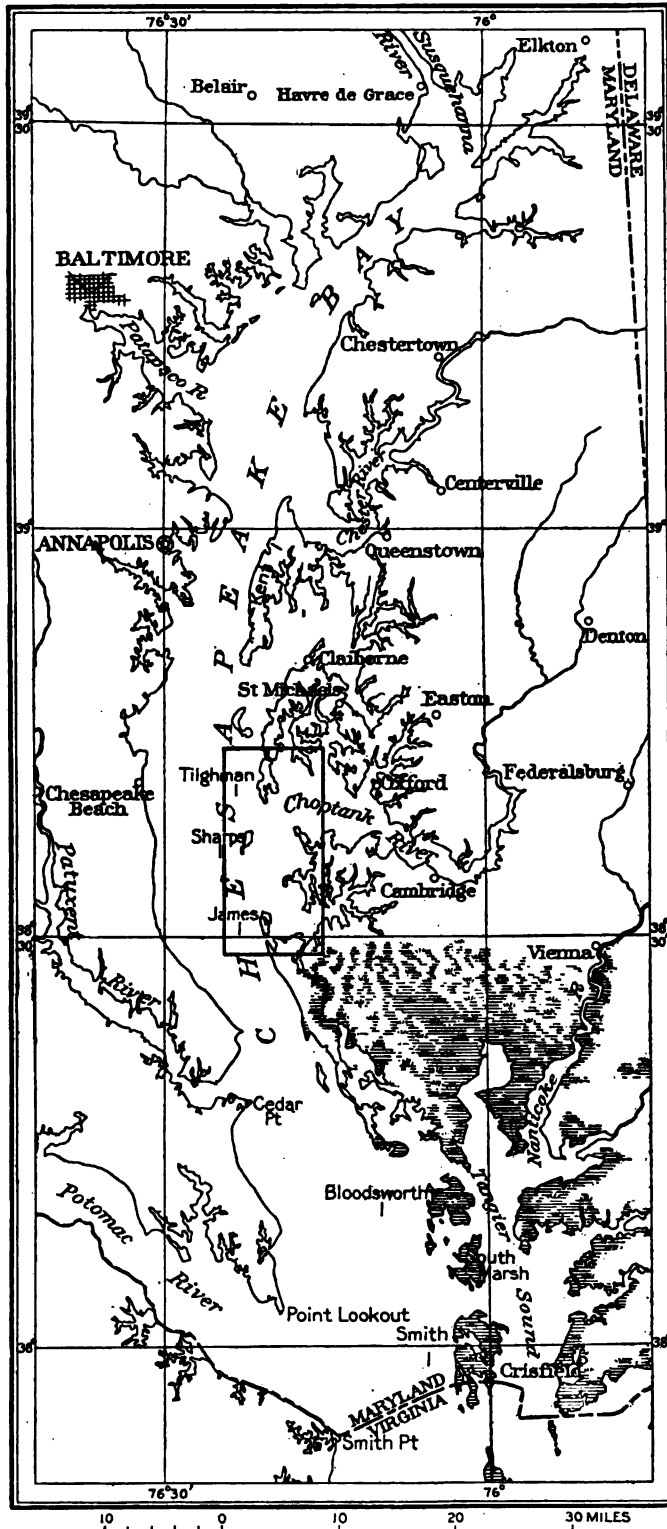 76°30'
76°
Elkton
River
Susquehanna
Belair
Havre de Grace
39°
30'
39°
30'
DELAWARE
MARYLAND
BALTIMORE
Patapsco R
CHESAPEAKE BAY
Chestertown
Chester River
Centerville
39°
39°
ANNAPOLIS
Queenstown
Kent
Denton
Claiborne
St Michaels
Easton
Tilghman
I
Oxford
Federalsburg
Chesapeake
Beach
Choptank
River
Sharps
I
Cambridge
James
I
Patuxent
River
38°
30'
38°
30'
Vienna
Nanticoke
R
Cedar
Pt
Potomac
River
Bloodsworth
I
Tangier
Sound
South
Marsh
Point Lookout
38°
38°
Smith
I
Crisfield
MARYLAND
VIRGINIA
Smith Pt
76°30'
76°
10 0 10 20 30 MILES